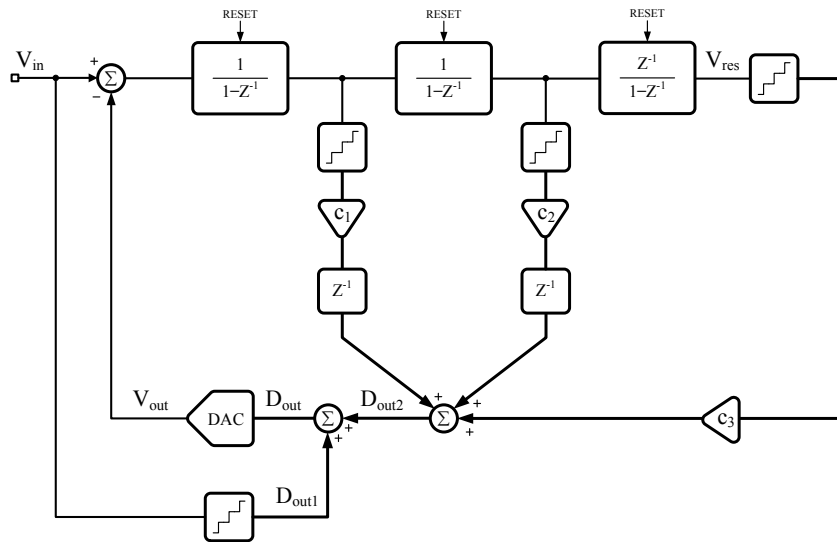 RESET
RESET
RESET
V_in
+
Σ
−
1
1−Z^-1
1
1−Z^-1
Z^-1
1−Z^-1
V_res
c_1
c_2
Z^-1
Z^-1
V_out
DAC
D_out
Σ
+
+
D_out2
+
+
Σ
+
c_3
D_out1